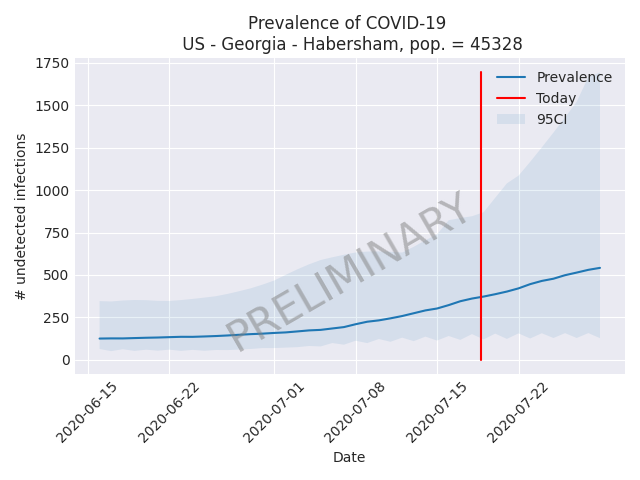 Prevalence of COVID-19
US - Georgia - Habersham, pop. = 45328
1750
1500
1250
1000
750
500
250
0
# undetected infections
Prevalence
Today
95CI
PRELIMINARY
2020-06-15
2020-06-22
2020-07-01
2020-07-08
2020-07-15
2020-07-22
Date